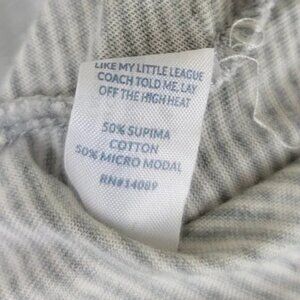 LIKE MY LITTLE LEAGUE
COACH TOLD ME, LAY
OFF THE HIGH HEAT
50% SUPIMA
COTTON
50% MICRO MODAL
RN#14089